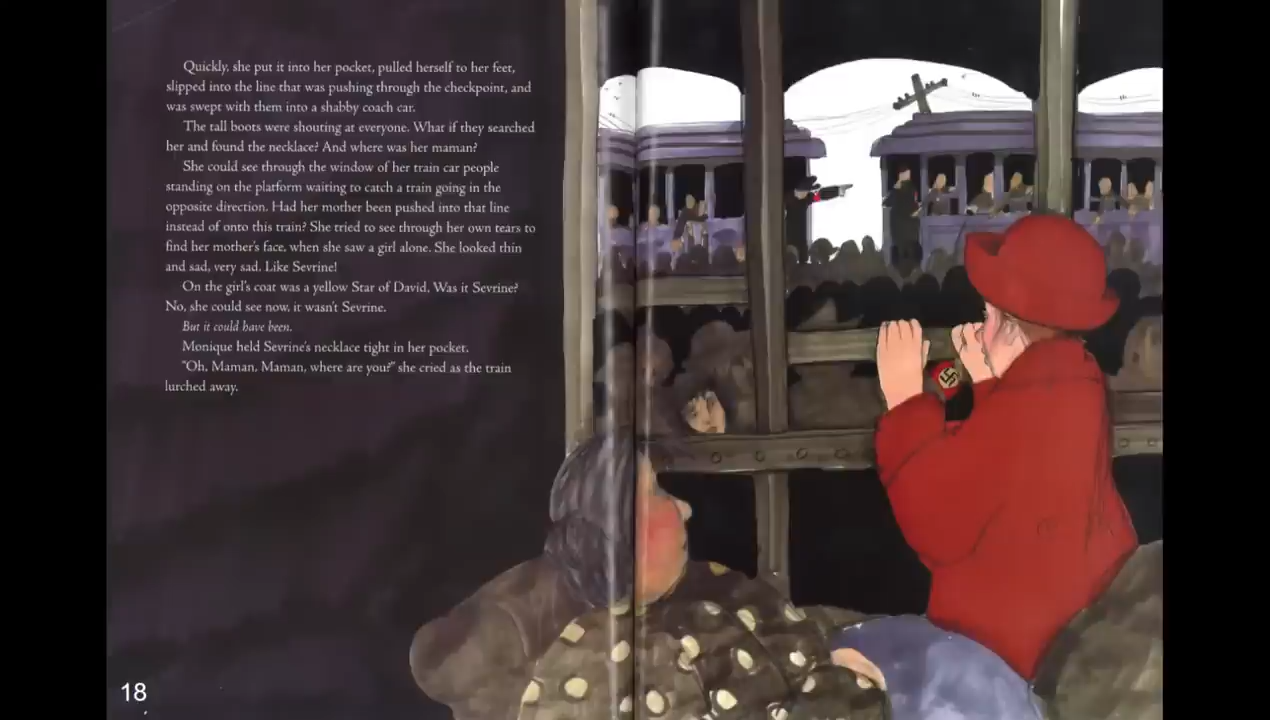 Quickly, she put it into her pocket, pulled herself to her feet,
slipped into the line that was pushing through the checkpoint, and
was swept with them into a shabby coach car.
The tall boots were shouting at everyone. What if they searched
her and found the necklace? And where was her maman?
She could see through the window of her train car people
standing on the platform waiting to catch a train going in the
opposite direction. Had her mother been pushed into that line
instead of onto this train? She tried to see through her own tears to
find her mother's face, when she saw a girl alone. She looked thin
and sad, very sad. Like Sevrine!
On the girl's coat was a yellow Star of David. Was it Sevrine?
No, she could see now, it wasn't Sevrine.
But it could have been.
Monique held Sevrine's necklace tight in her pocket.
"Oh, Maman, Maman, where are you?" she cried as the train
lurched away.
18